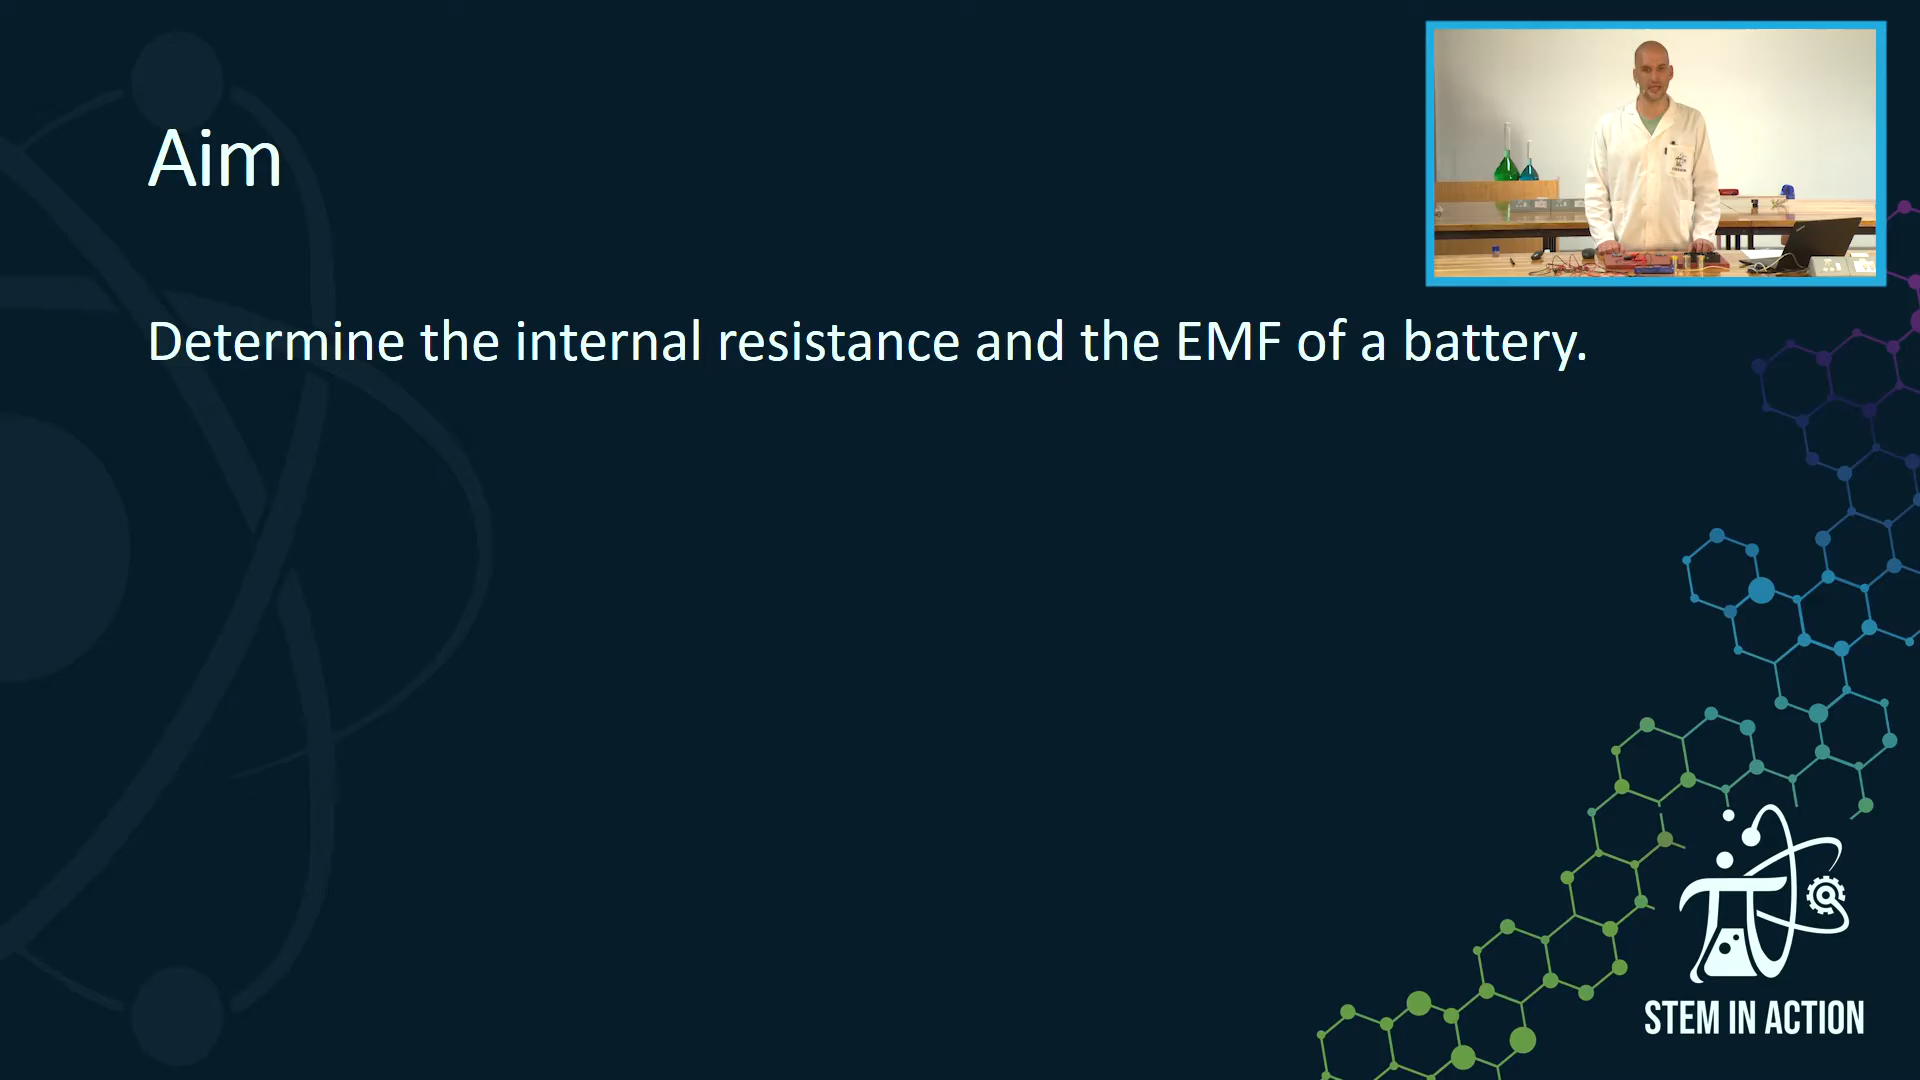 Aim
Determine the internal resistance and the EMF of a battery.
STEM IN ACTION